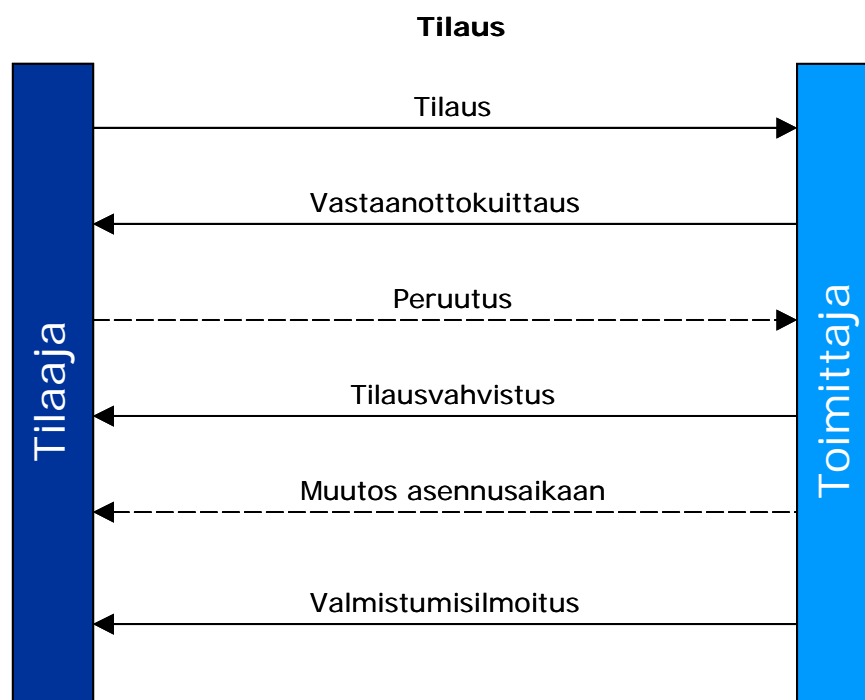 Tilaus
Tilaus
Vastaanottokuittaus
Peruutus
Tilausvahvistus
Muutos asennusaikaan
Valmistumisilmoitus
Tilaaja
Toimittaja